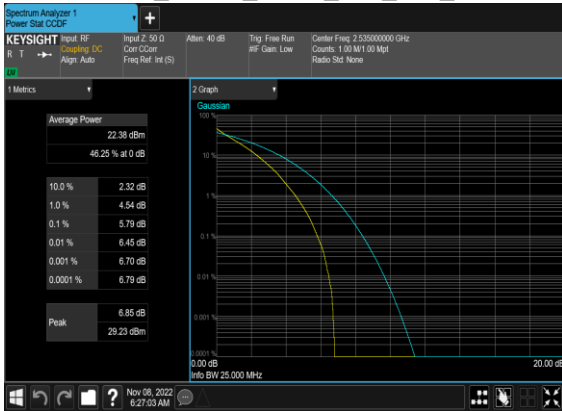 Spectrum Analyzer 1
Power Stat CCDF
+
KEYSIGHT
R T
LXI
Input: RF
Coupling: DC
Align: Auto
Input Z: 50 Ω
Corr CCorr
Freq Ref: Int (S)
Atten: 40 dB
Trig: Free Run
#IF Gain: Low
Center Freq: 2.535000000 GHz
Counts: 1.00 M/1.00 Mpt
Radio Std: None
1 Metrics
Average Power
22.38 dBm
46.25 % at 0 dB
10.0 % 2.32 dB
1.0 % 4.54 dB
0.1 % 5.79 dB
0.01 % 6.45 dB
0.001 % 6.70 dB
0.0001 % 6.79 dB
Peak
6.85 dB
29.23 dBm
2 Graph
Gaussian
100 %
10 %
1 %
0.1 %
0.01 %
0.001 %
0.0001 %
0.00 dB
20.00 dB
Info BW 25.000 MHz
?
Nov 08, 2022
6:27:03 AM